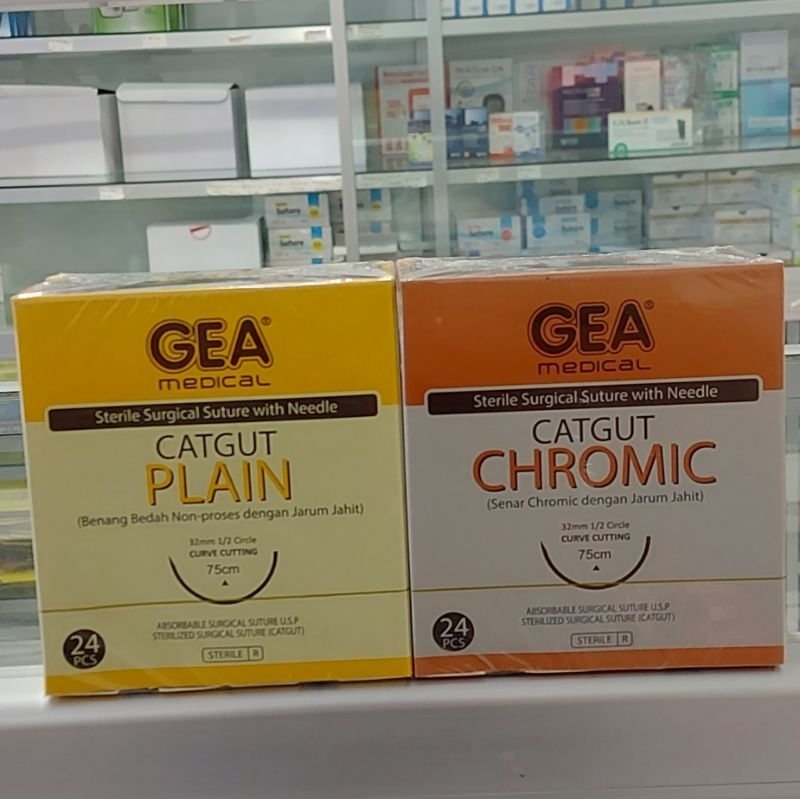 Suture
Suture
GEA®
medical
Sterile Surgical Suture with Needle
CATGUT
PLAIN
(Benang Bedah Non-proses dengan Jarum Jahit)
32mm 1/2 Circle
CURVE CUTTING
75cm
ABSORBABLE SURGICAL SUTURE U.S.P
STERILIZED SURGICAL SUTURE (CATGUT)
24
PCS
STERILE R
GEA®
medical
Sterile Surgical Suture with Needle
CATGUT
CHROMIC
(Senar Chromic dengan Jarum Jahit)
32mm 1/2 Circle
CURVE CUTTING
75cm
ABSORBABLE SURGICAL SUTURE U.S.P
STERILIZED SURGICAL SUTURE (CATGUT)
24
PCS
STERILE R